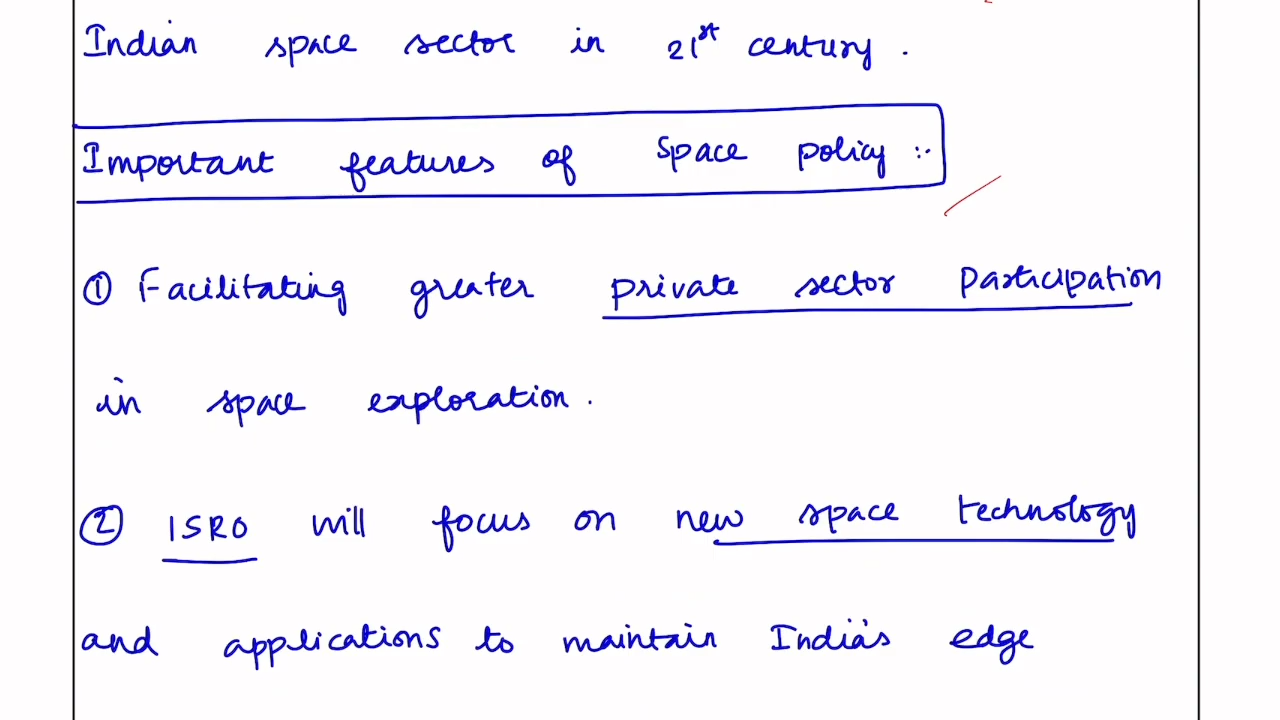 Indian space sector in 21st century.
Important features of Space policy :-
① Facilitating greater private sector participation
in space exploration.
② ISRO will focus on new space technology
and applications to maintain India's edge